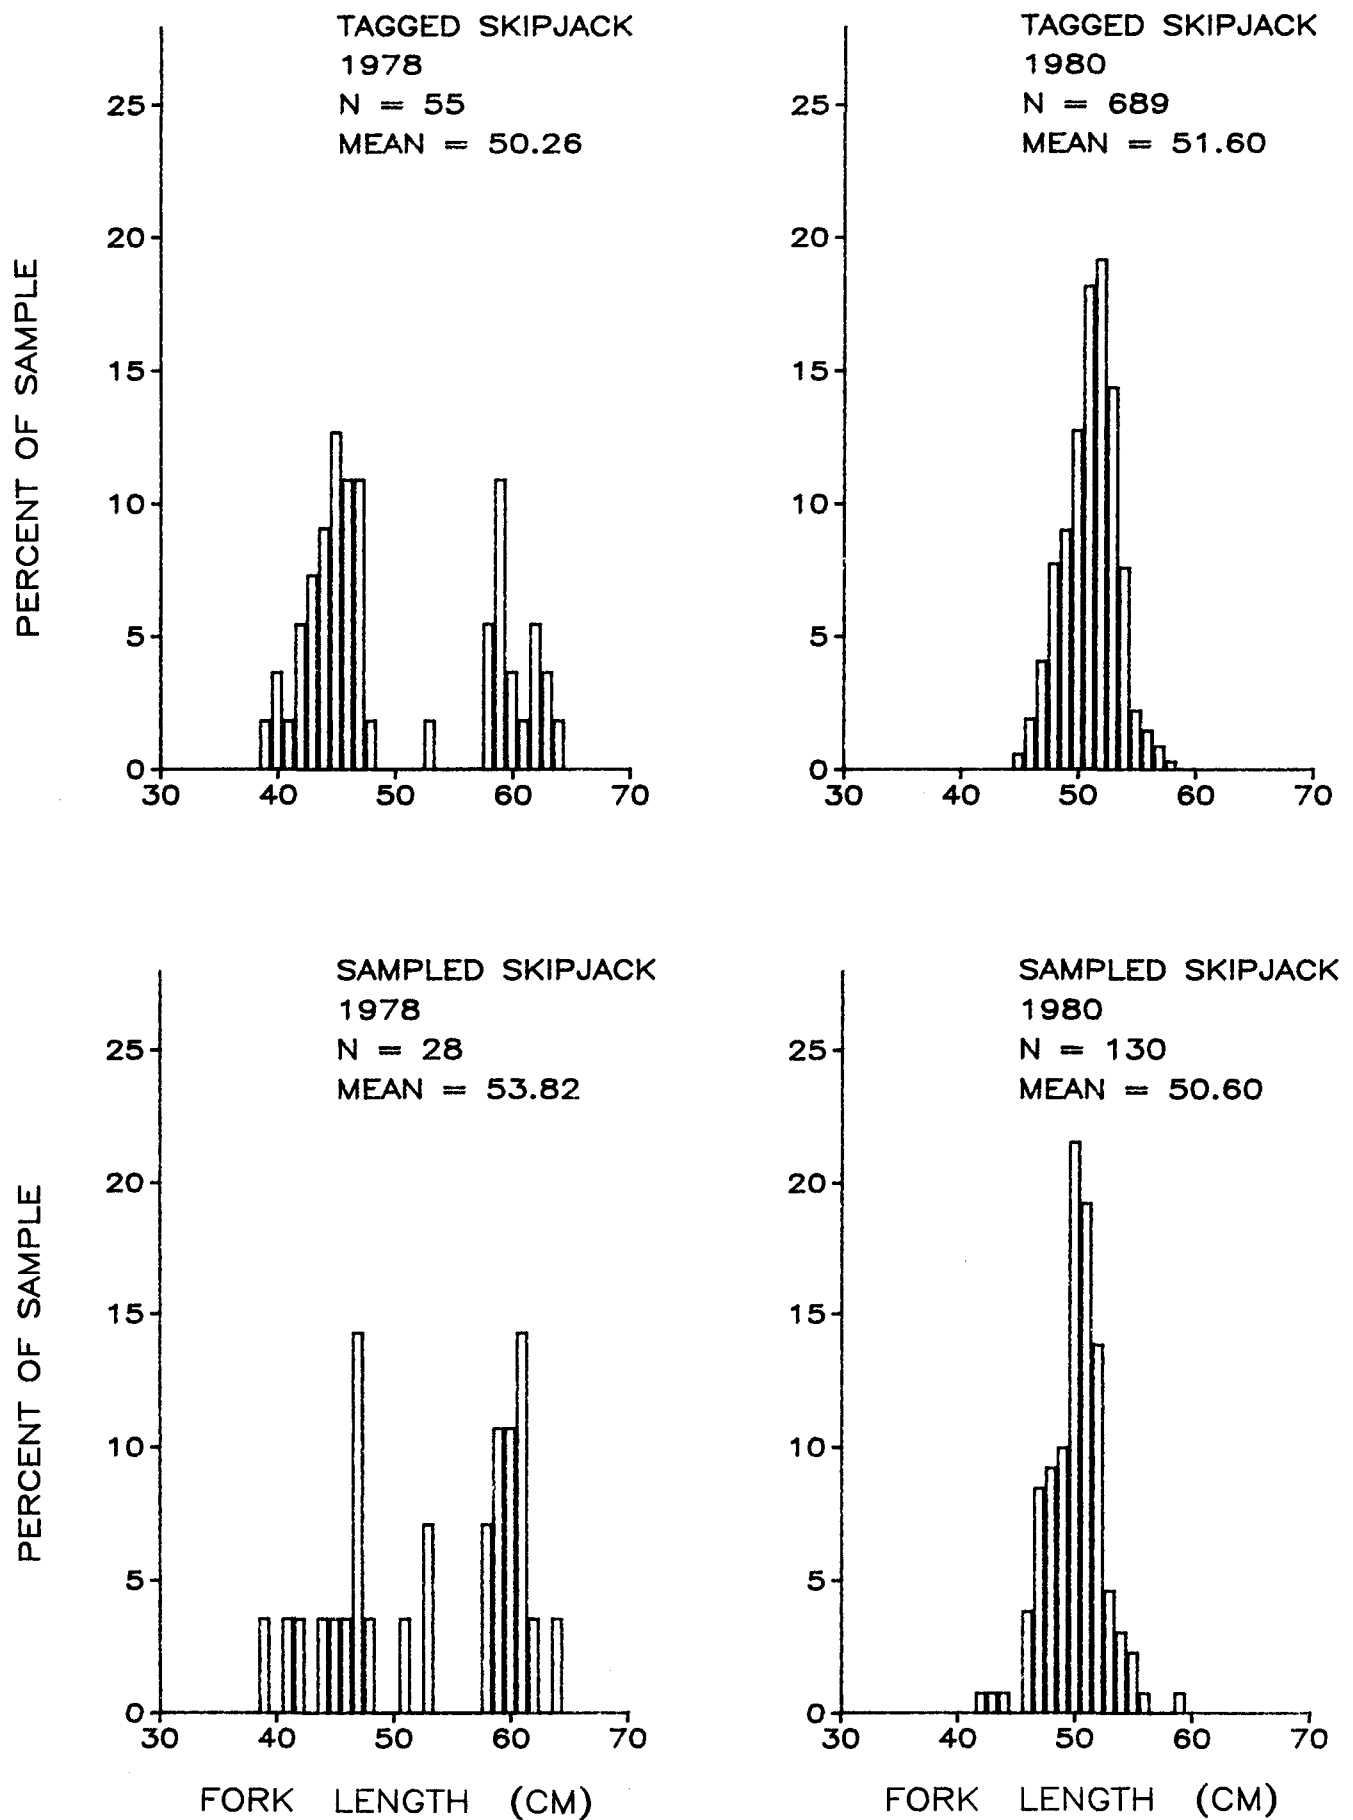 TAGGED SKIPJACK
1978
N = 55
MEAN = 50.26
PERCENT OF SAMPLE
25
20
15
10
5
0
30 40 50 60 70
TAGGED SKIPJACK
1980
N = 689
MEAN = 51.60
25
20
15
10
5
0
30 40 50 60 70
SAMPLED SKIPJACK
1978
N = 28
MEAN = 53.82
PERCENT OF SAMPLE
25
20
15
10
5
0
30 40 50 60 70
FORK LENGTH (CM)
SAMPLED SKIPJACK
1980
N = 130
MEAN = 50.60
25
20
15
10
5
0
30 40 50 60 70
FORK LENGTH (CM)